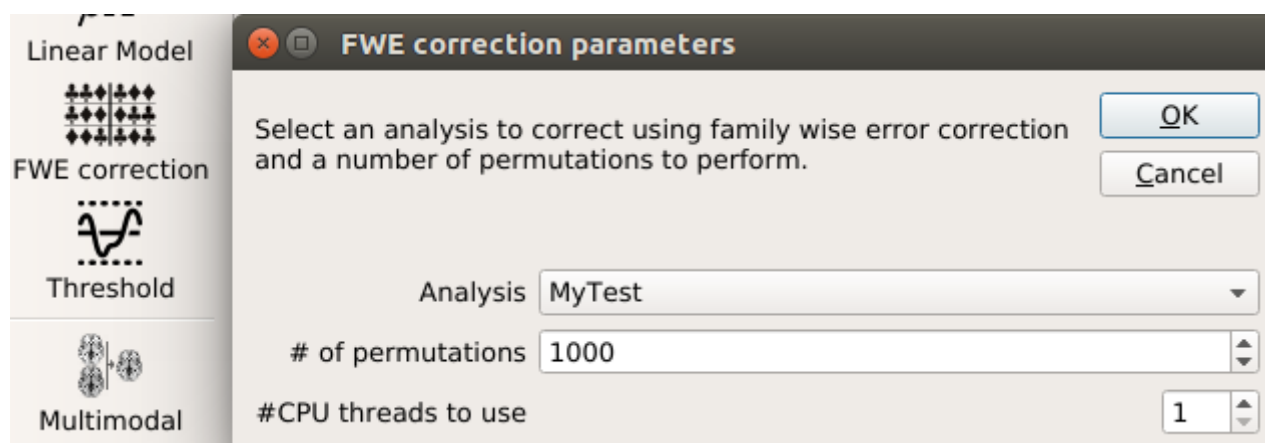 Linear Model
FWE correction
Threshold
Multimodal
FWE correction parameters
Select an analysis to correct using family wise error correction
and a number of permutations to perform.
OK
Cancel
Analysis MyTest
# of permutations 1000
#CPU threads to use 1